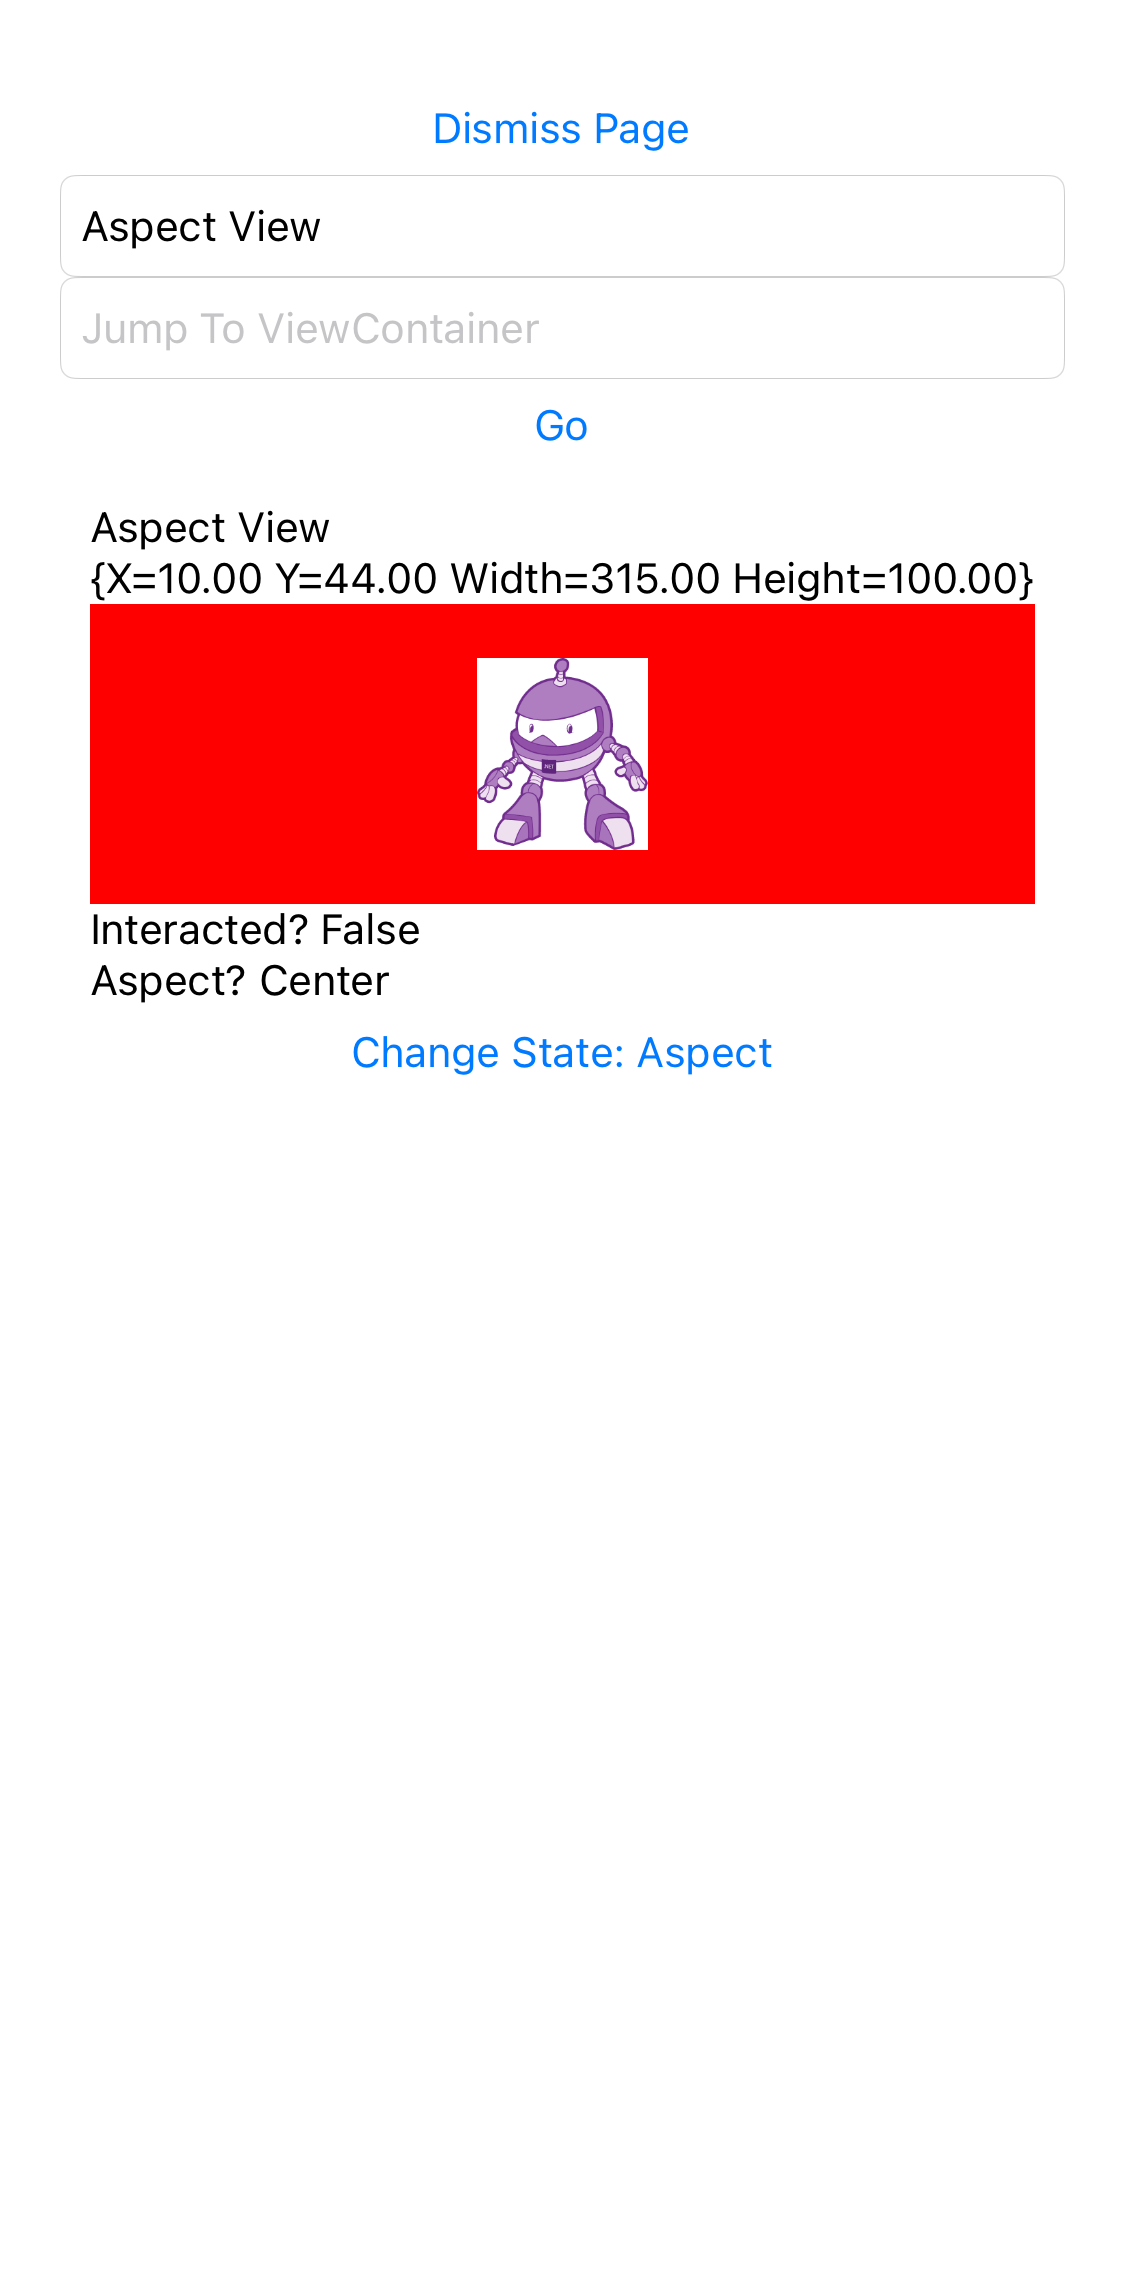 Dismiss Page
Aspect View
Jump To ViewContainer
Go
Aspect View
{X=10.00 Y=44.00 Width=315.00 Height=100.00}
.NET
Interacted? False
Aspect? Center
Change State: Aspect